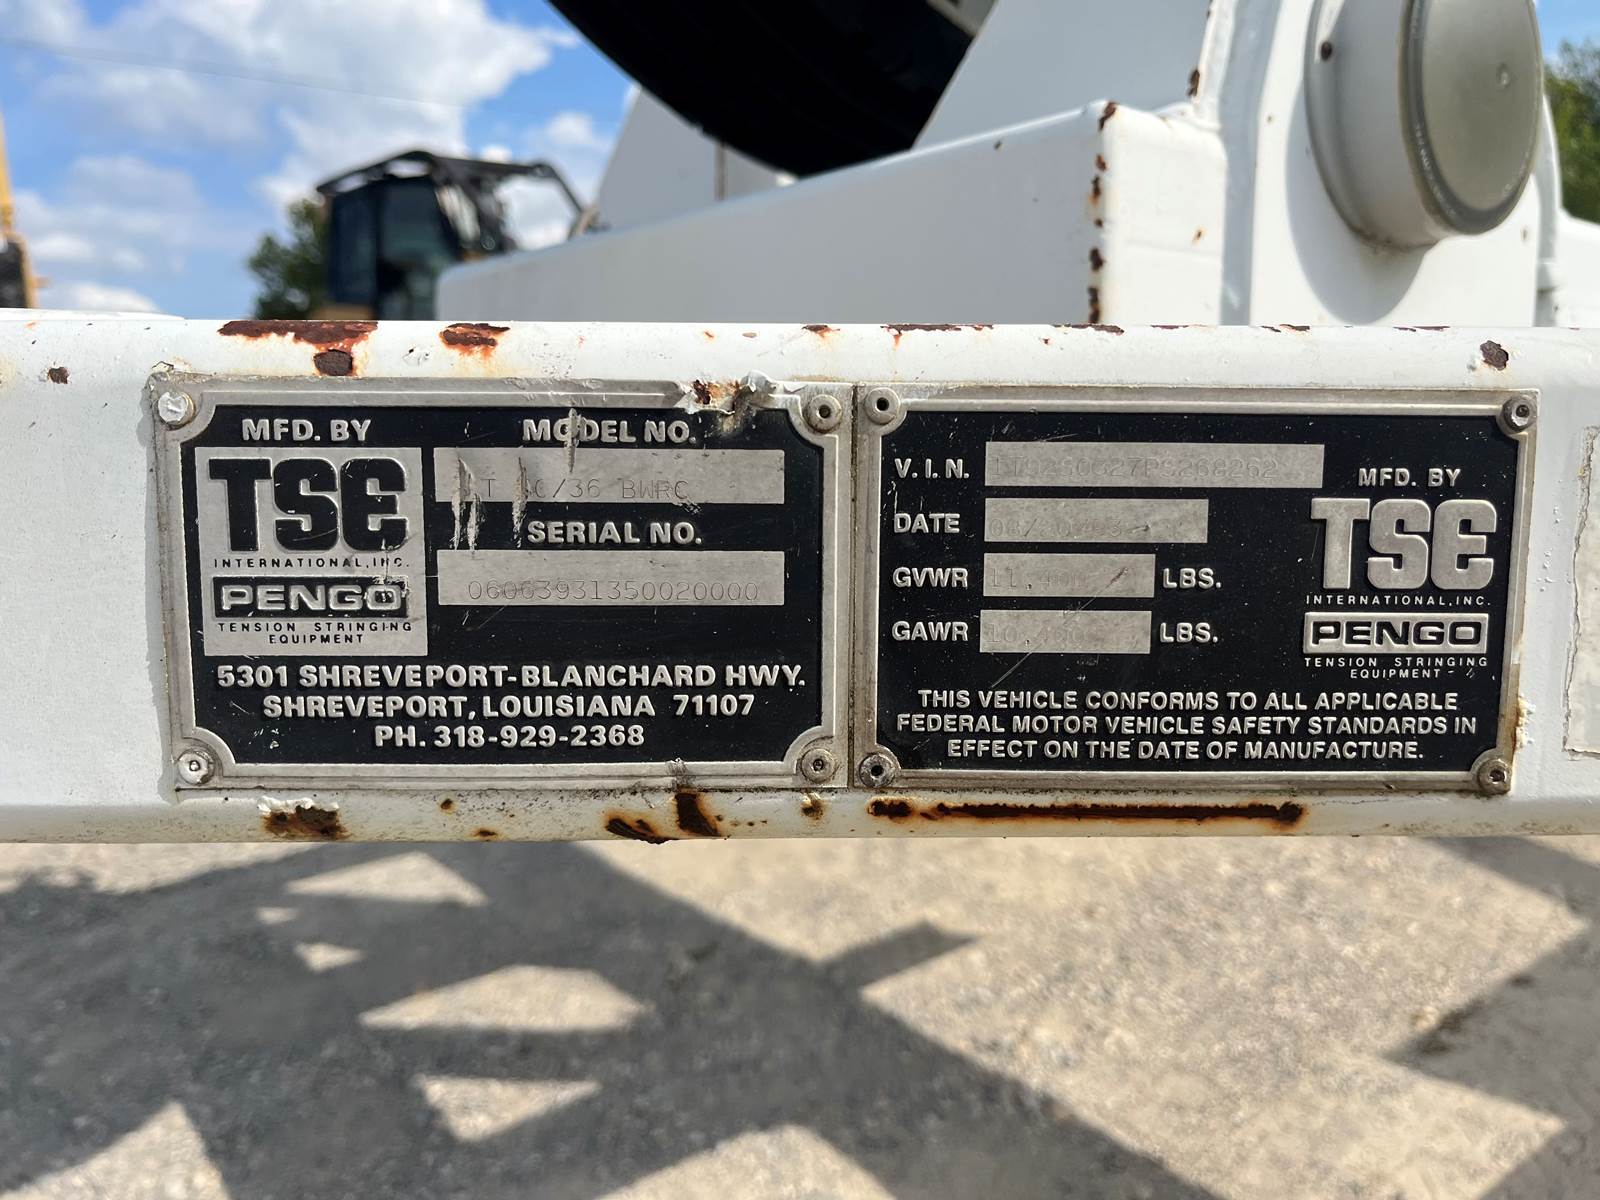 MFD. BY
TSE
INTERNATIONAL, INC.
PENGO
TENSION STRINGING
EQUIPMENT
MODEL NO.
BWRC
SERIAL NO.
06063931350020000
5301 SHREVEPORT-BLANCHARD HWY.
SHREVEPORT, LOUISIANA 71107
PH. 318-929-2368
V.I.N.
DATE
GVWR LBS.
GAWR LBS.
MFD. BY
TSE
INTERNATIONAL, INC.
PENGO
TENSION STRINGING
EQUIPMENT
THIS VEHICLE CONFORMS TO ALL APPLICABLE
FEDERAL MOTOR VEHICLE SAFETY STANDARDS IN
EFFECT ON THE DATE OF MANUFACTURE.